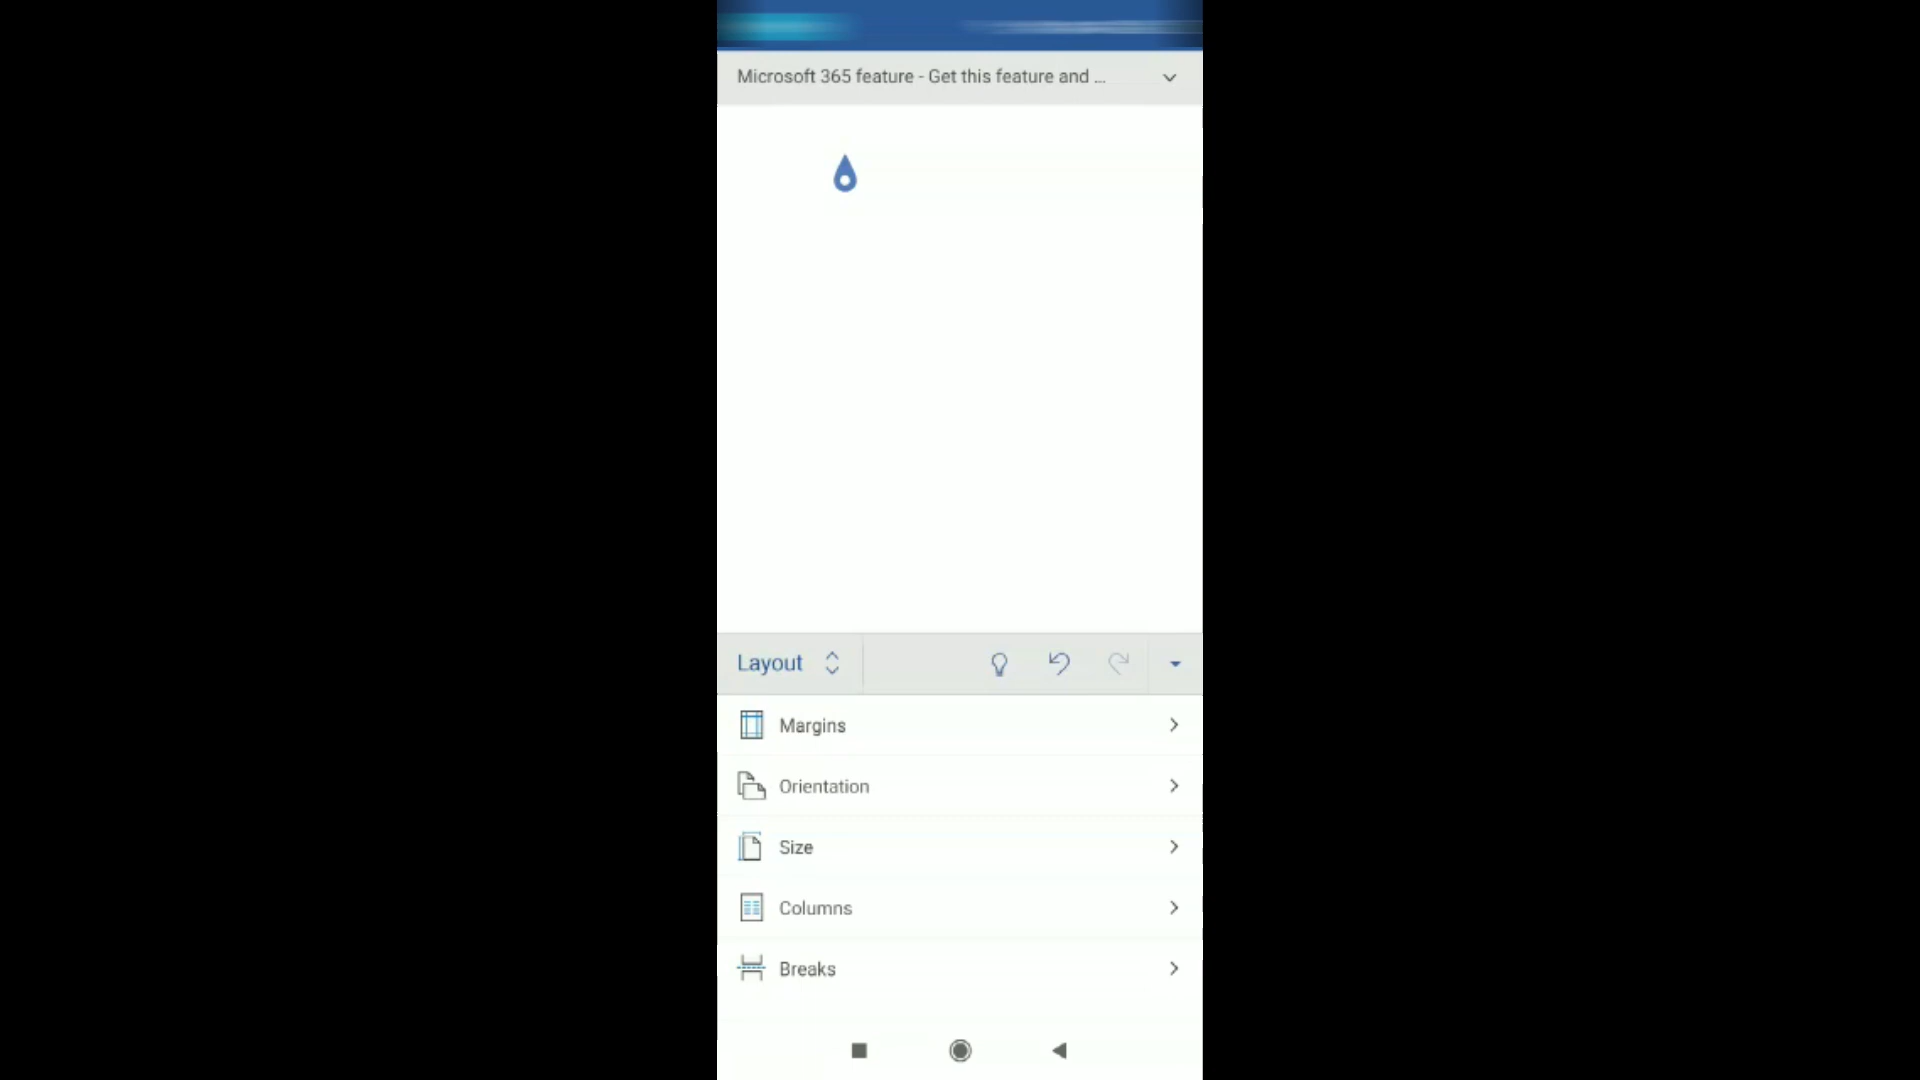 Microsoft 365 feature - Get this feature and ...
Layout
Margins
Orientation
Size
Columns
Breaks